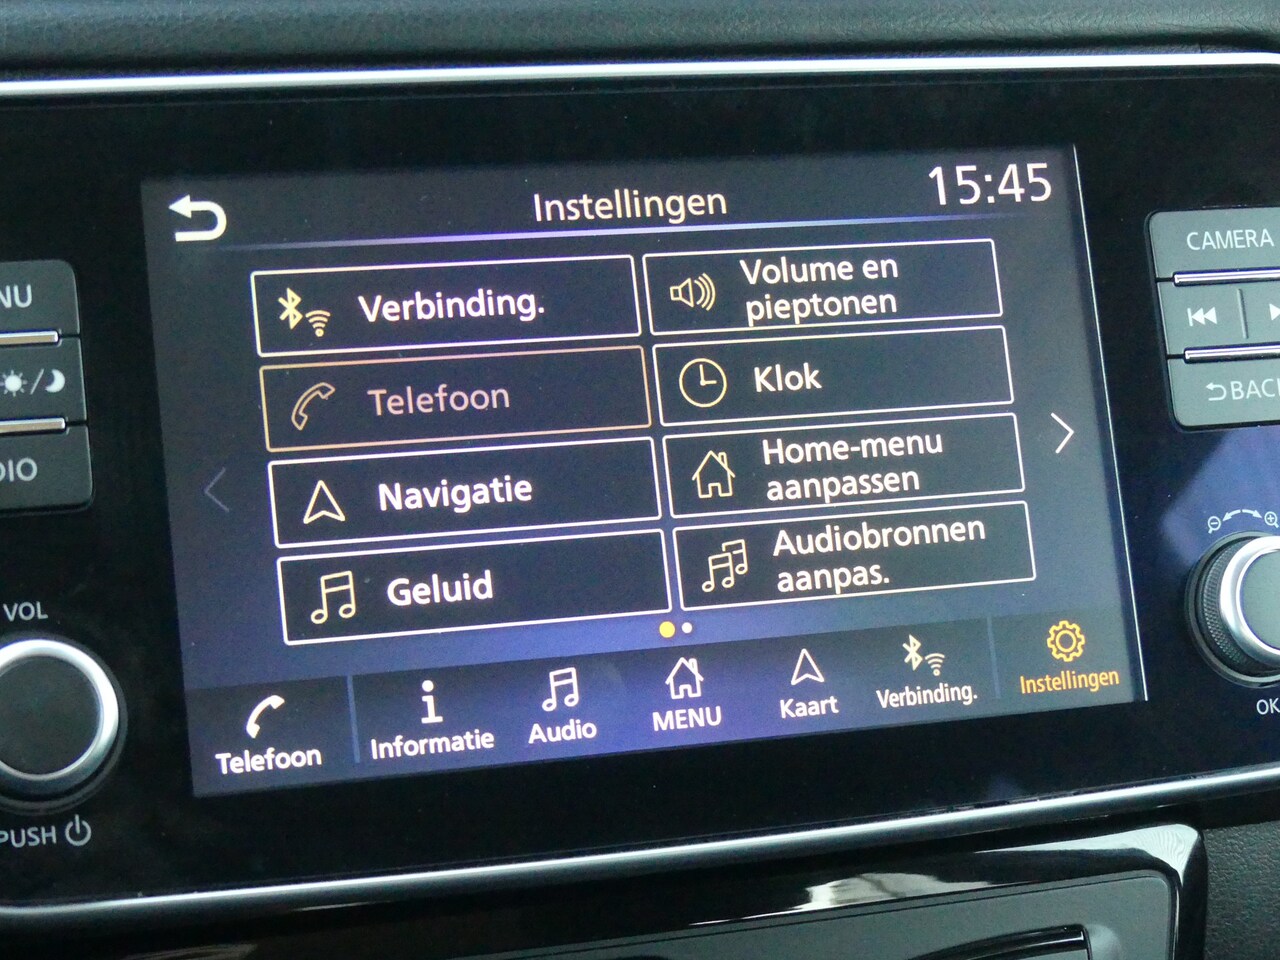 Instellingen
15:45
Verbinding.
Volume en
pieptonen
Telefoon
Klok
Navigatie
Home-menu
aanpassen
Geluid
Audiobronnen
aanpas.
Telefoon
Informatie
Audio
MENU
Kaart
Verbinding.
Instellingen
VOL
PUSH
CAMERA
BACK
OK